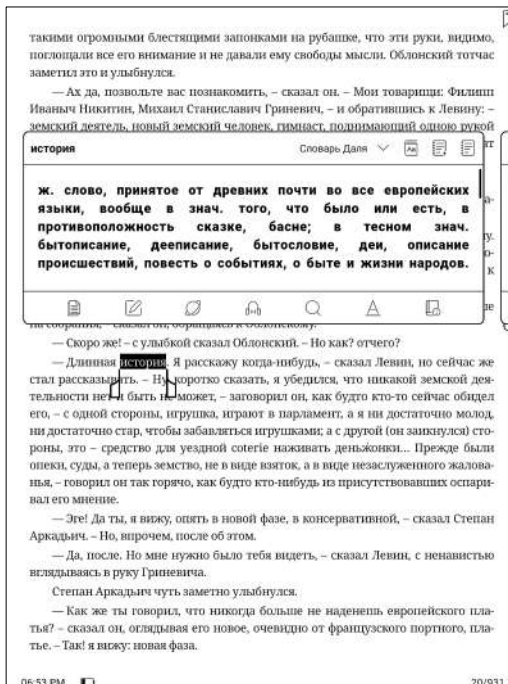 такими огромными блестящими запонками на рубашке, что эти руки, видимо,
поглощали все его внимание и не давали ему свободы мысли. Облонский тотчас
заметил это и улыбнулся.
— Ах да, позвольте вас познакомить, – сказал он. – Мои товарищи: Филипп
Иваныч Никитин, Михаил Станиславич Гриневич, – и обратившись к Левину: –
земский деятель, новый земский человек, гимнаст, поднимающий одною рукой
история
Словарь Даля
ж. слово, принятое от древних почти во все европейских
языки, вообще в знач. того, что было или есть, в
противоположность сказке, басне; в тесном знач.
бытописание, дееписание, бытословие, деи, описание
происшествий, повесть о событиях, о быте и жизни народов.
на собрания, – сказал он, обращаясь к Облонскому.
— Скоро же! – с улыбкой сказал Облонский. – Но как? отчего?
— Длинная история. Я расскажу когда-нибудь, – сказал Левин, но сейчас же
стал рассказывать. – Ну, коротко сказать, я убедился, что никакой земской дея-
тельности нет и быть не может, – заговорил он, как будто кто-то сейчас обидел
его, – с одной стороны, игрушка, играют в парламент, а я ни достаточно молод,
ни достаточно стар, чтобы забавляться игрушками; а с другой (он заикнулся) сто-
роны, это – средство для уездной coterie наживать деньжонки... Прежде были
опеки, суды, а теперь земство, не в виде взяток, а в виде незаслуженного жалова-
нья, – говорил он так горячо, как будто кто-нибудь из присутствовавших оспари-
вал его мнение.
— Эге! Да ты, я вижу, опять в новой фазе, в консервативной, – сказал Степан
Аркадьич. – Но, впрочем, после об этом.
— Да, после. Но мне нужно было тебя видеть, – сказал Левин, с ненавистью
вглядываясь в руку Гриневича.
Степан Аркадьич чуть заметно улыбнулся.
— Как же ты говорил, что никогда больше не наденешь европейского пла-
тья? – сказал он, оглядывая его новое, очевидно от французского портного, пла-
тье. – Так! я вижу: новая фаза.
06:53 PM
20/931